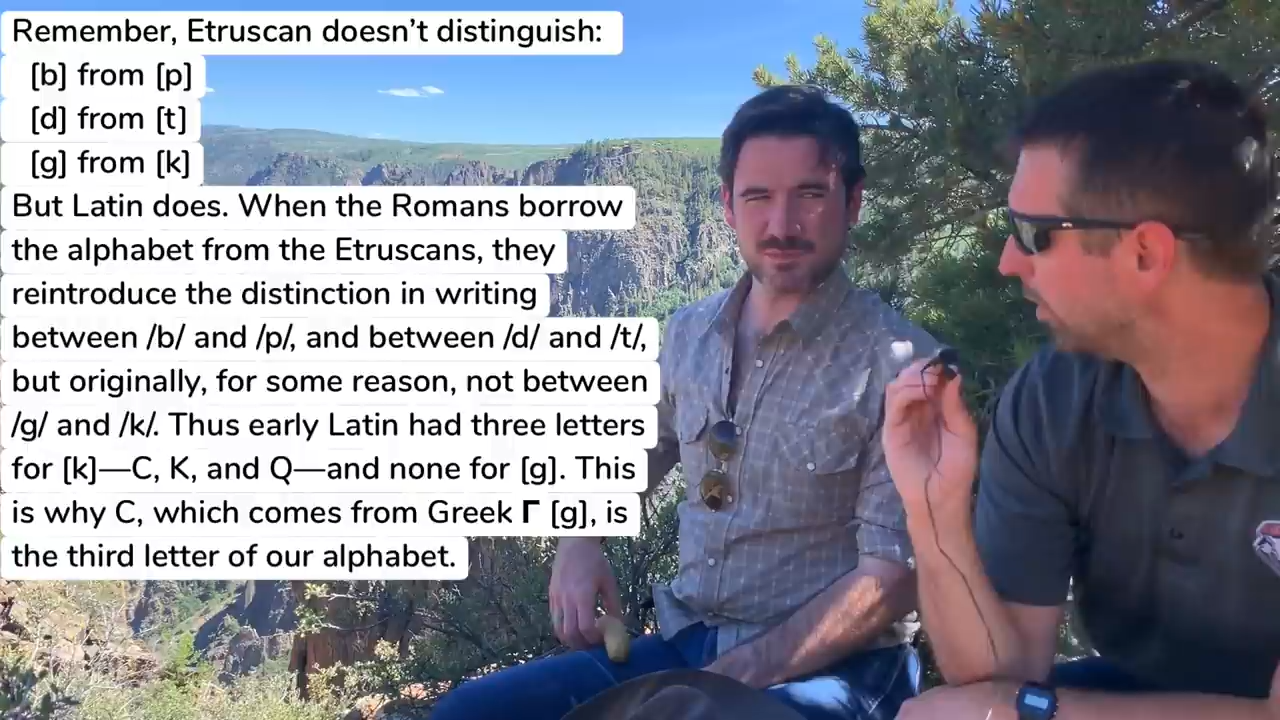 Remember, Etruscan doesn’t distinguish:
[b] from [p]
[d] from [t]
[g] from [k]
But Latin does. When the Romans borrow
the alphabet from the Etruscans, they
reintroduce the distinction in writing
between /b/ and /p/, and between /d/ and /t/,
but originally, for some reason, not between
/g/ and /k/. Thus early Latin had three letters
for [k]—C, K, and Q—and none for [g]. This
is why C, which comes from Greek Γ [g], is
the third letter of our alphabet.